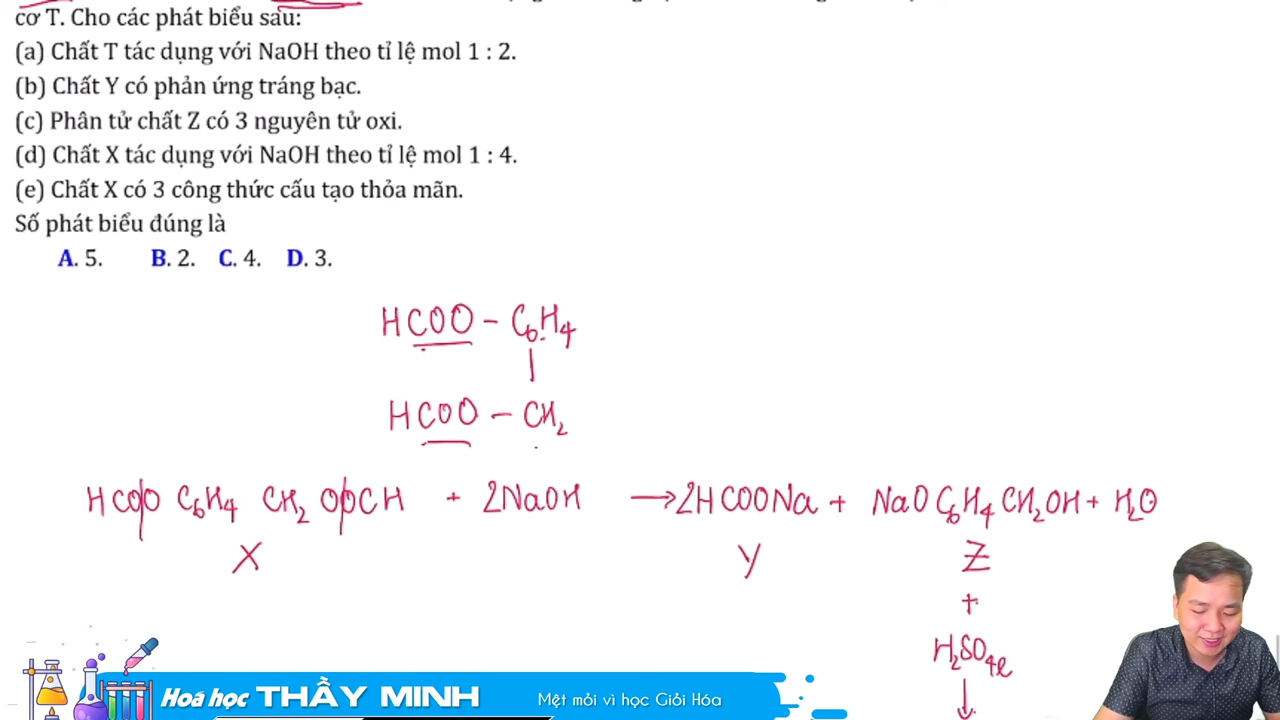 cơ T. Cho các phát biểu sau:
(a) Chất T tác dụng với NaOH theo tỉ lệ mol 1 : 2.
(b) Chất Y có phản ứng tráng bạc.
(c) Phân tử chất Z có 3 nguyên tử oxi.
(d) Chất X tác dụng với NaOH theo tỉ lệ mol 1 : 4.
(e) Chất X có 3 công thức cấu tạo thỏa mãn.
Số phát biểu đúng là
A. 5. B. 2. C. 4. D. 3.
HCOO – C₆H₄
|
HCOO – CH₂
HCOO C₆H₄ CH₂ OOCH + 2NaOH → 2HCOONa + NaO C₆H₄ CH₂OH + H₂O
X Y Z
+
H₂SO₄ℓ
↓
Hoá học THẦY MINH Mệt mỏi vì học Giỏi Hóa